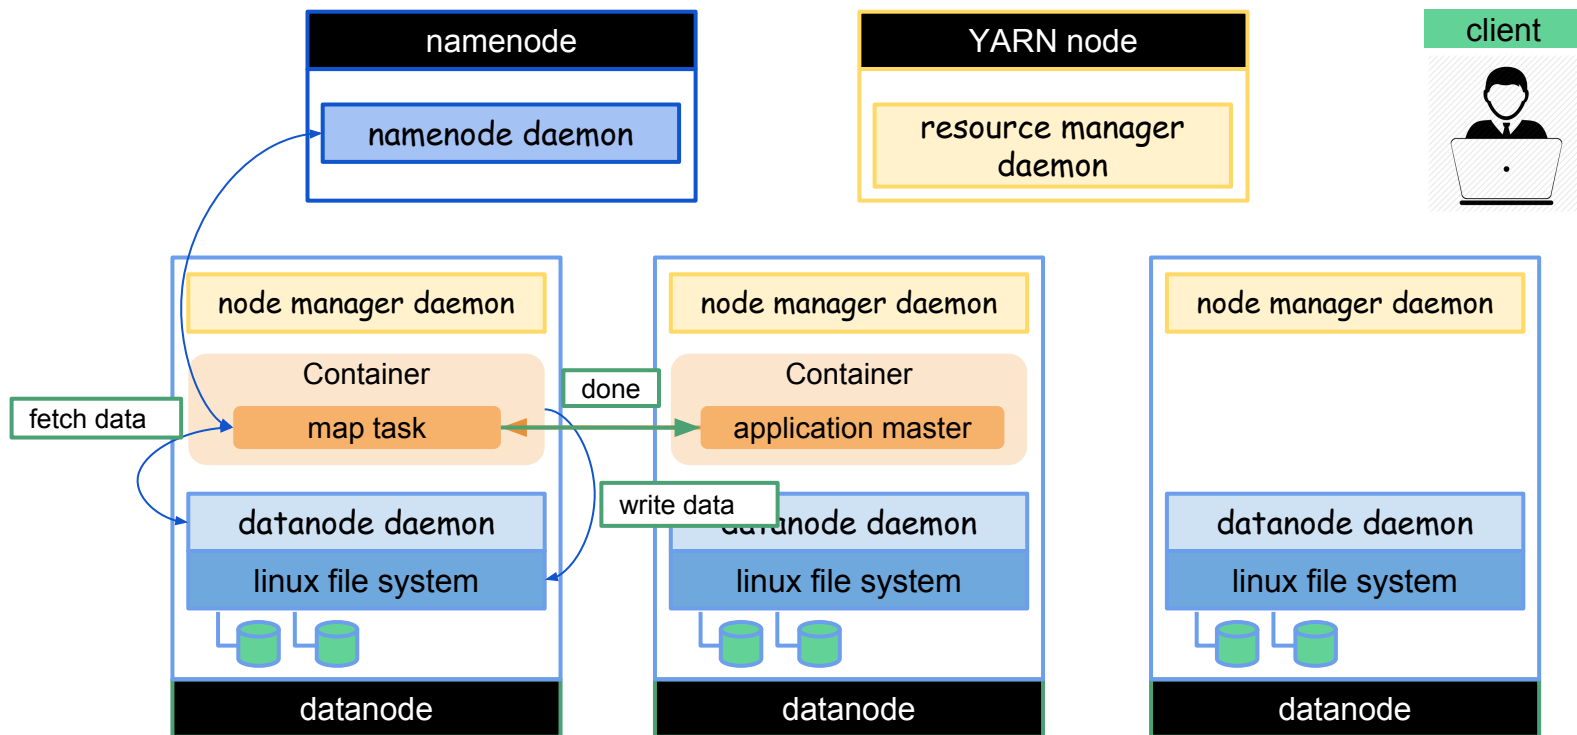 namenode
YARN node
client
namenode daemon
resource manager
daemon
node manager daemon
node manager daemon
node manager daemon
Container
done
Container
fetch data
map task
application master
write data
datanode daemon
datanode daemon
datanode daemon
linux file system
linux file system
linux file system
datanode
datanode
datanode